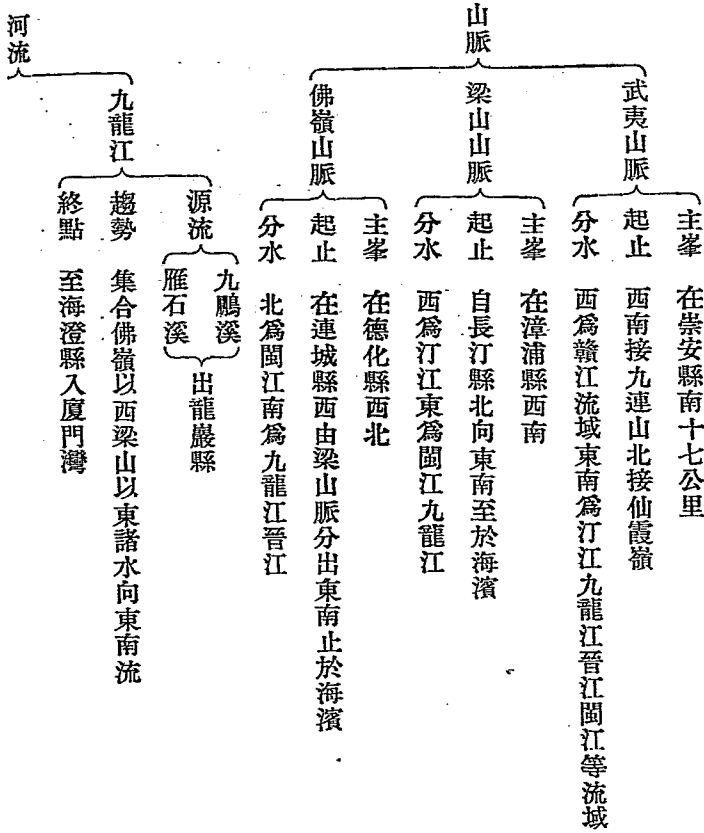 山脈
武夷山脈
主峯 在崇安縣南十七公里
起止 西南接九連山北接仙霞嶺
分水 西爲贛江流域東南爲汀江九龍江晉江閩江等流域
梁山山脈
主峯 在漳浦縣西南
起止 自長汀縣北向東南至於海濱
分水 西爲汀江東爲閩江九龍江
佛嶺山脈
主峯 在德化縣西北
起止 在連城縣西由梁山脈分出東南止於海濱
分水 北爲閩江南爲九龍江晉江
河流
九龍江
源流
九鵬溪
雁石溪
出龍巖縣
趨勢 集合佛嶺以西梁山以東諸水向東南流
終點 至海澄縣入廈門灣